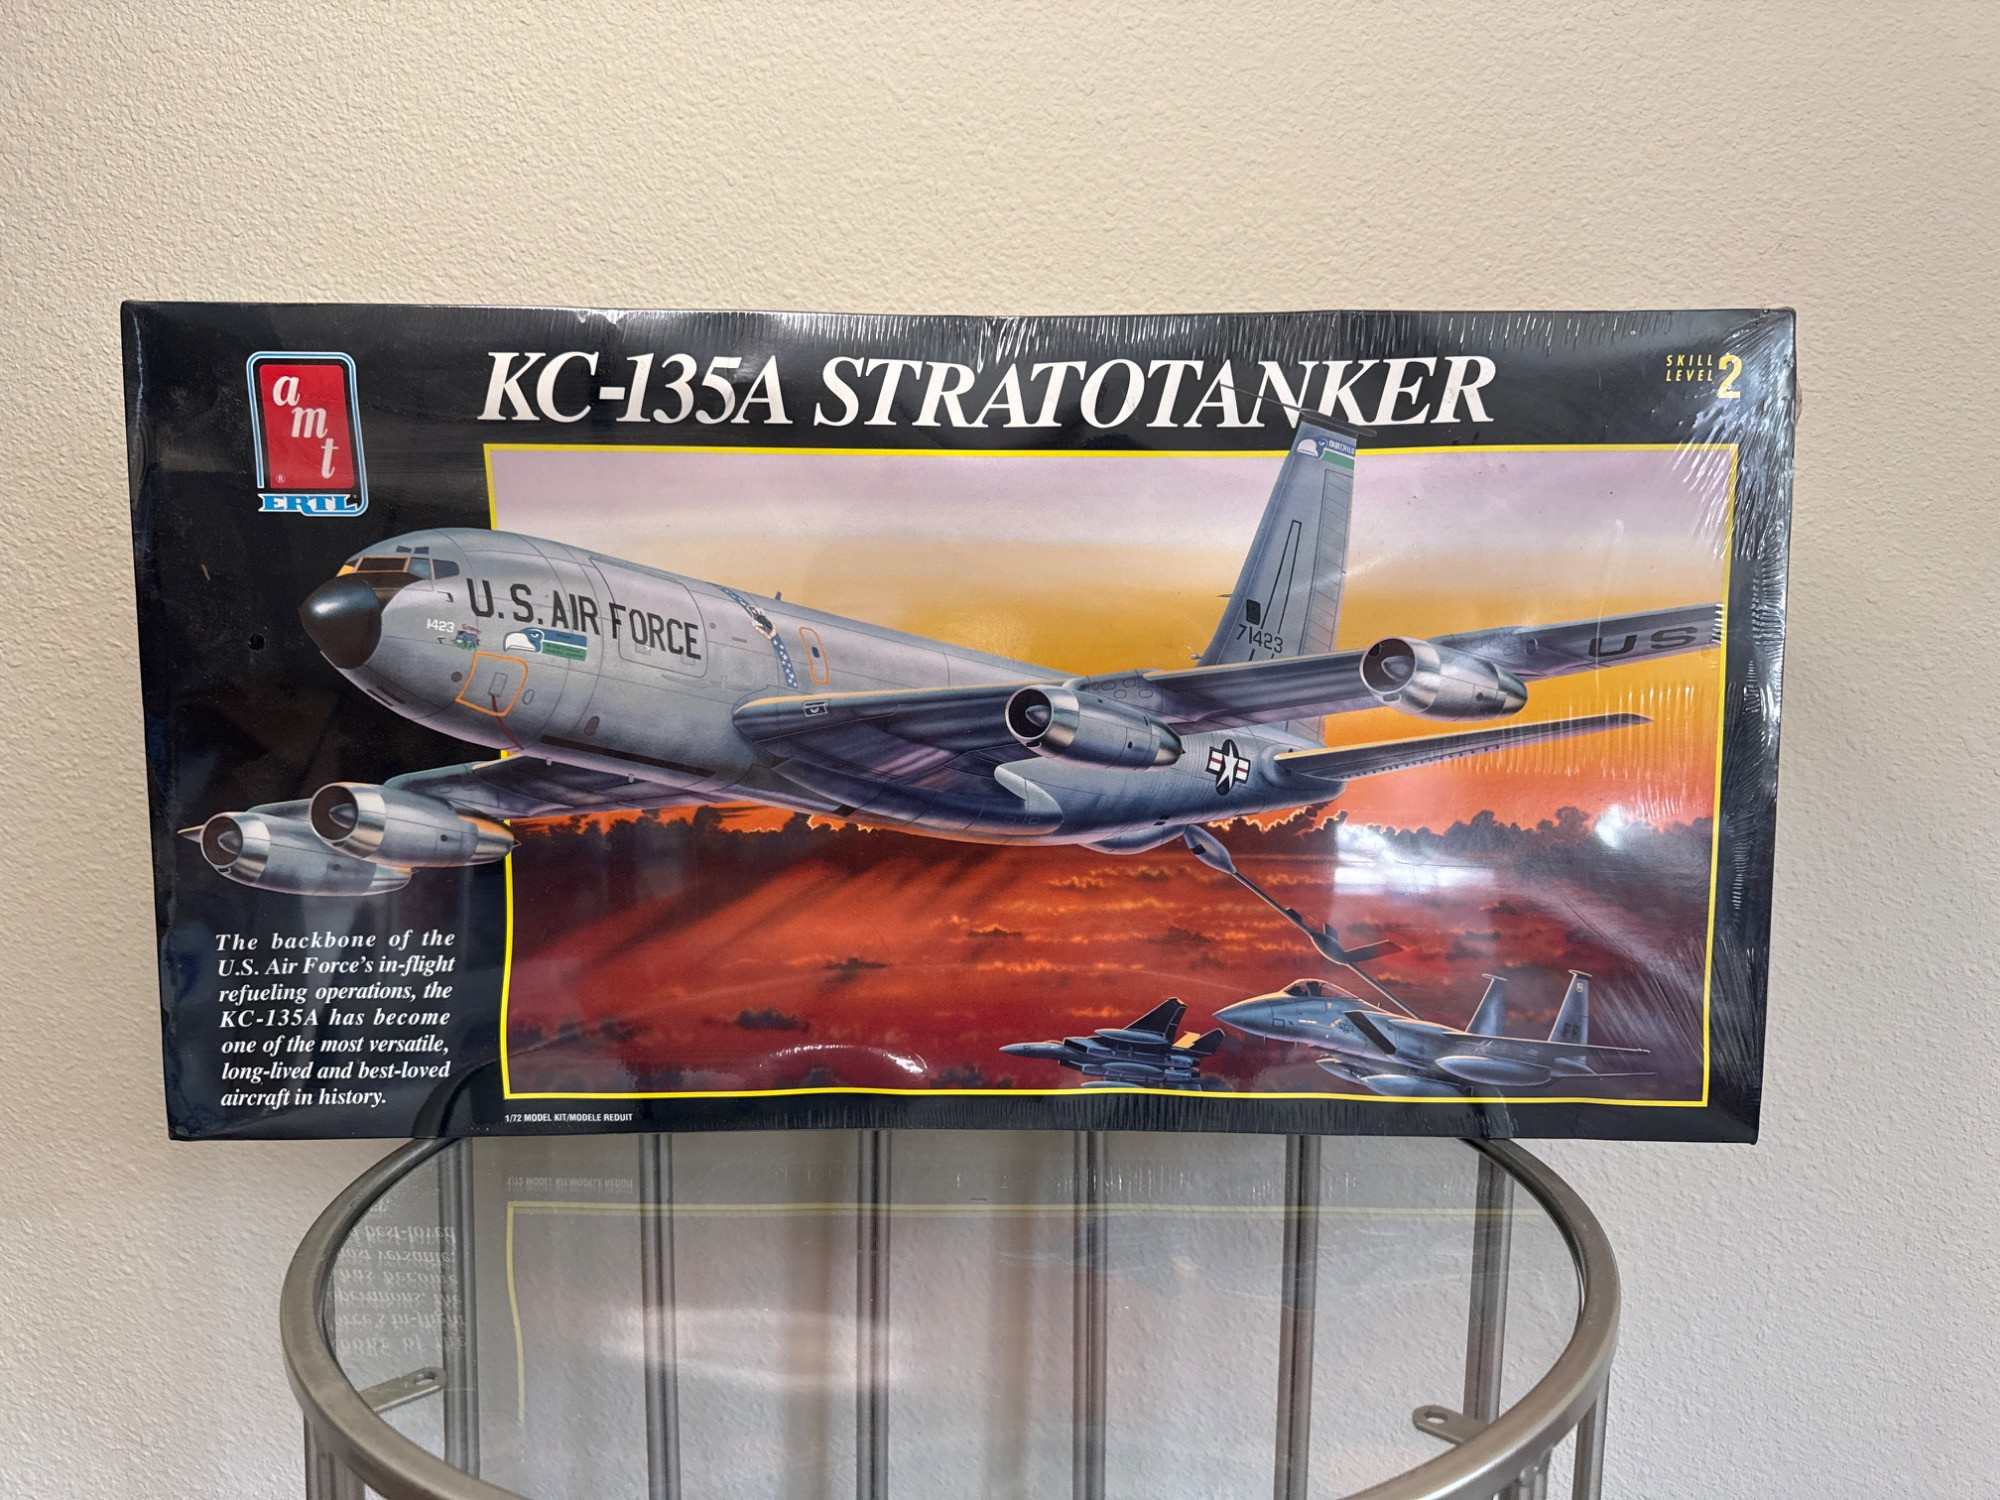 KC-135A STRATOTANKER
SKILL
LEVEL 2
a
m
t
®
ERTL
FAIRCHILD
U.S. AIR FORCE
1423
71423
US
The backbone of the
U.S. Air Force's in-flight
refueling operations, the
KC-135A has become
one of the most versatile,
long-lived and best-loved
aircraft in history.
1/72 MODEL KIT/MODELE REDUIT